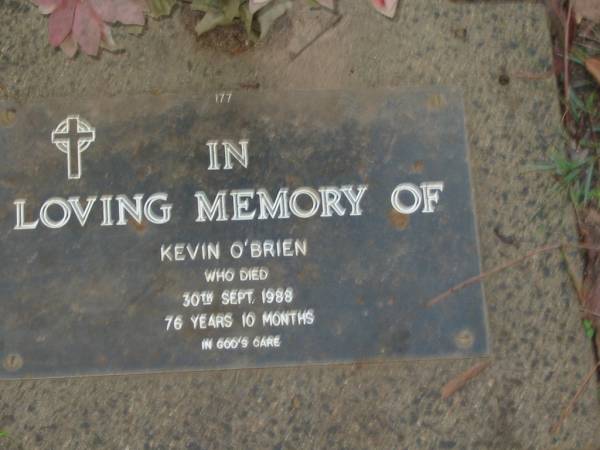 177
IN
LOVING MEMORY OF
KEVIN O'BRIEN
WHO DIED
30TH SEPT. 1988
76 YEARS 10 MONTHS
IN GOD'S CARE